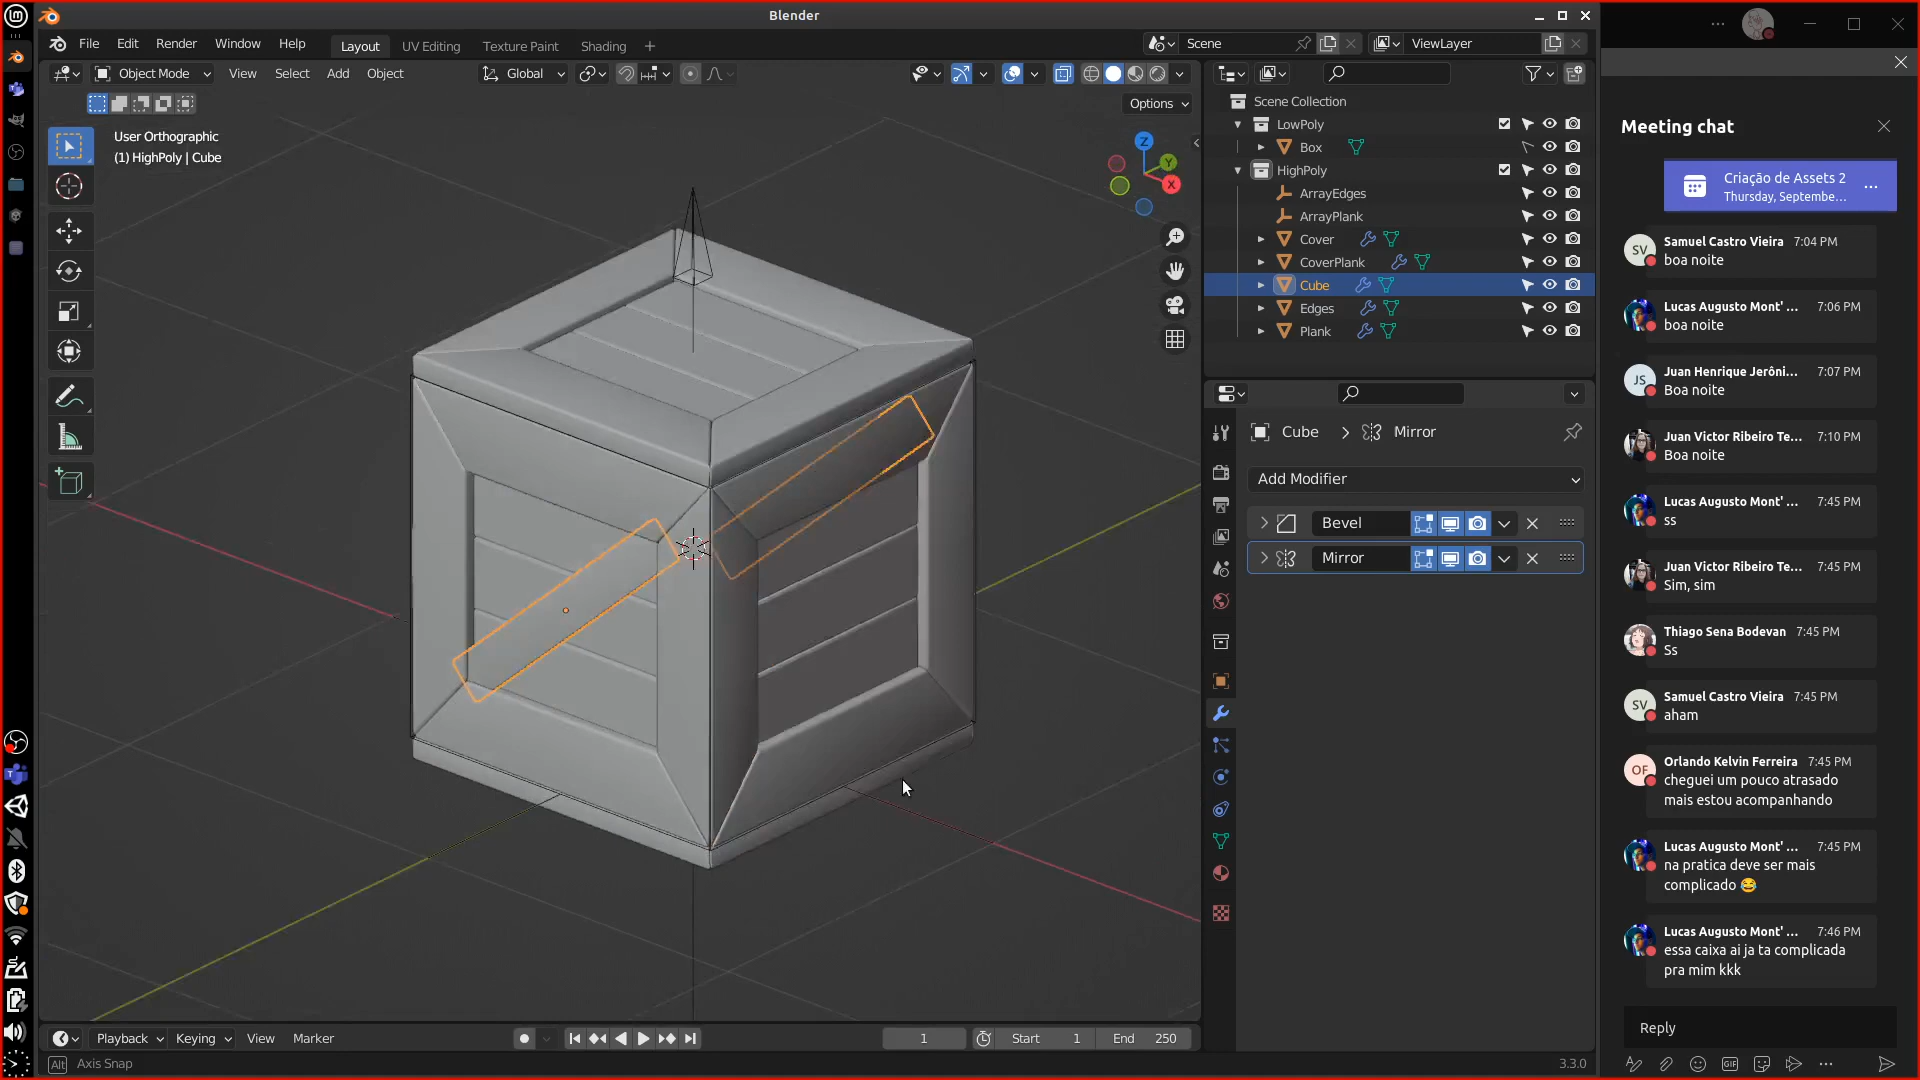 Blender
File Edit Render Window Help
Layout UV Editing Texture Paint Shading
Scene
ViewLayer
Object Mode View Select Add Object
Global
Options
User Orthographic
(1) HighPoly | Cube
Z
Y
X
Scene Collection
LowPoly
Box
HighPoly
ArrayEdges
ArrayPlank
Cover
CoverPlank
Cube
Edges
Plank
Cube Mirror
Add Modifier
Bevel
Mirror
Playback Keying View Marker
1
Start 1
End 250
Alt Axis Snap
3.3.0
Meeting chat
Criação de Assets 2
Thursday, Septembe...
SV
Samuel Castro Vieira 7:04 PM
boa noite
Lucas Augusto Mont' ... 7:06 PM
boa noite
JS
Juan Henrique Jerôni... 7:07 PM
Boa noite
Juan Victor Ribeiro Te... 7:10 PM
Boa noite
Lucas Augusto Mont' ... 7:45 PM
ss
Juan Victor Ribeiro Te... 7:45 PM
Sim, sim
Thiago Sena Bodevan 7:45 PM
Ss
SV
Samuel Castro Vieira 7:45 PM
aham
OF
Orlando Kelvin Ferreira 7:45 PM
cheguei um pouco atrasado
mais estou acompanhando
Lucas Augusto Mont' ... 7:45 PM
na pratica deve ser mais
complicado 😂
Lucas Augusto Mont' ... 7:46 PM
essa caixa ai ja ta complicada
pra mim kkk
Reply
GIF